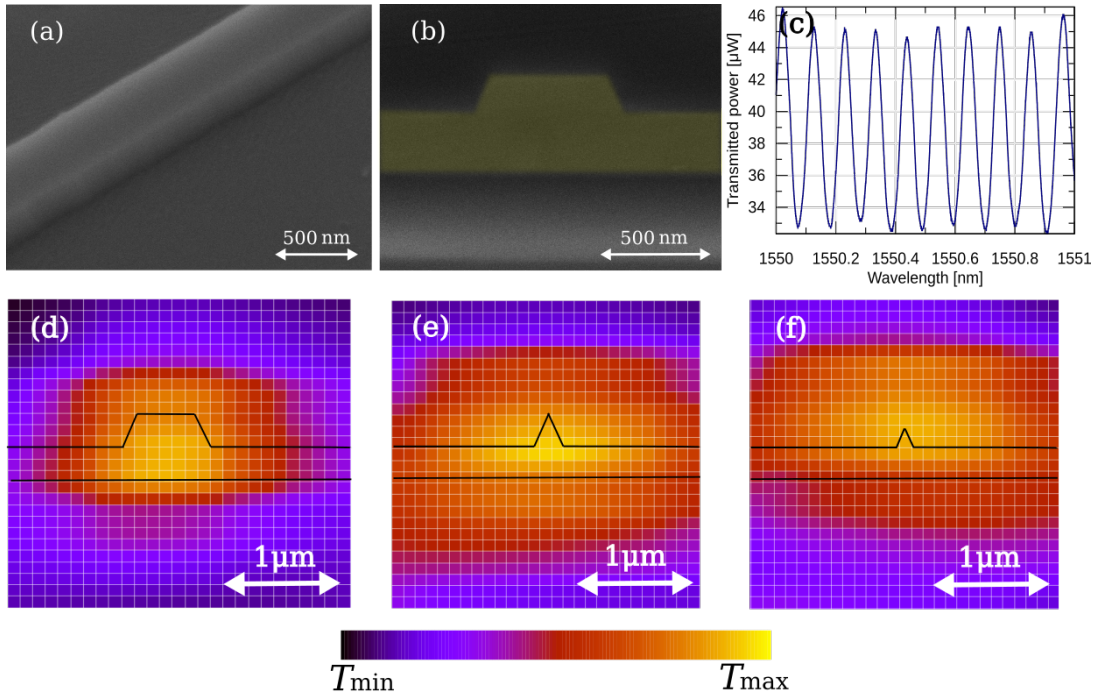 (a)
500 nm
(b)
500 nm
(c)
Transmitted power [μW]
46
44
42
40
38
36
34
1550
1550.2
1550.4
1550.6
1550.8
1551
Wavelength [nm]
(d)
1μm
(e)
1μm
(f)
1μm
Tmin
Tmax